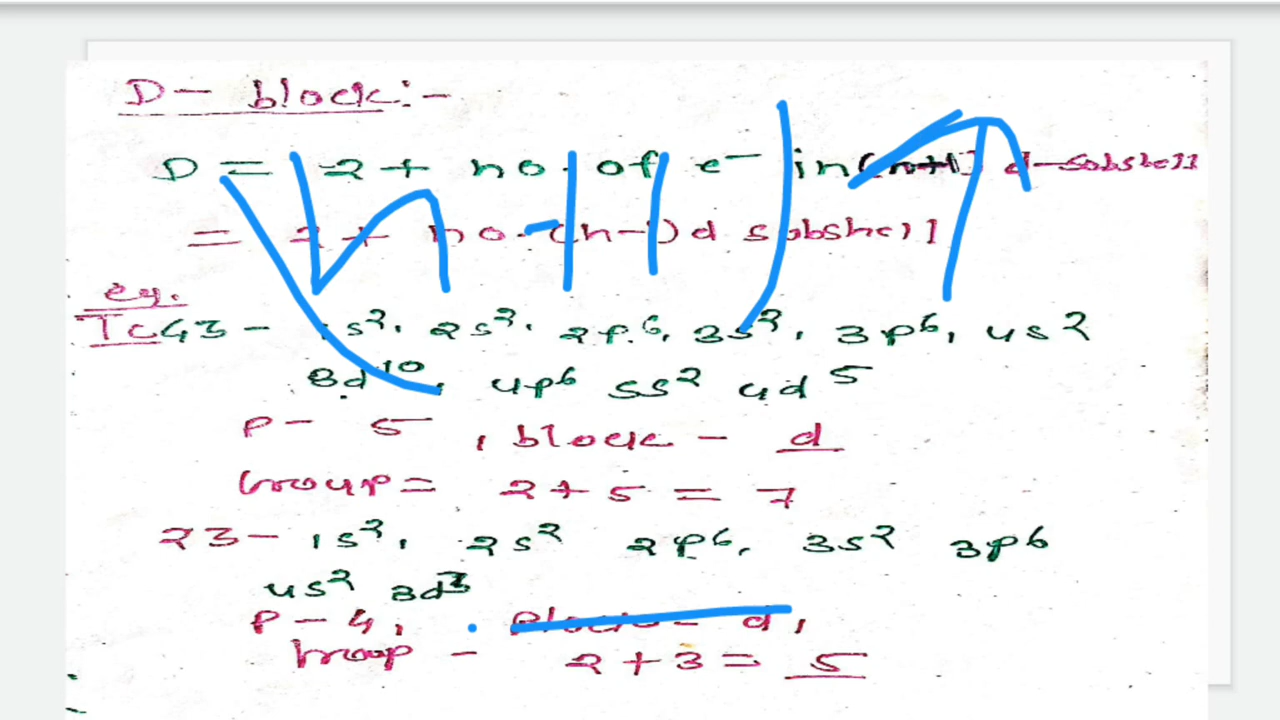 D- block:-
D = 2 + no. of e⁻ in (n+1) d-subshell
= 2 + no. (n-1)d subshell
eg.
Tc43 - 1s², 2s², 2p⁶, 3s², 3p⁶, 4s²
3d¹⁰, 4p⁶ 5s² 4d⁵
P- 5, block - d
Group = 2 + 5 = 7
23 - 1s², 2s² 2p⁶, 3s² 3p⁶
4s² 3d³
P - 4, block - d,
Group - 2 + 3 = 5